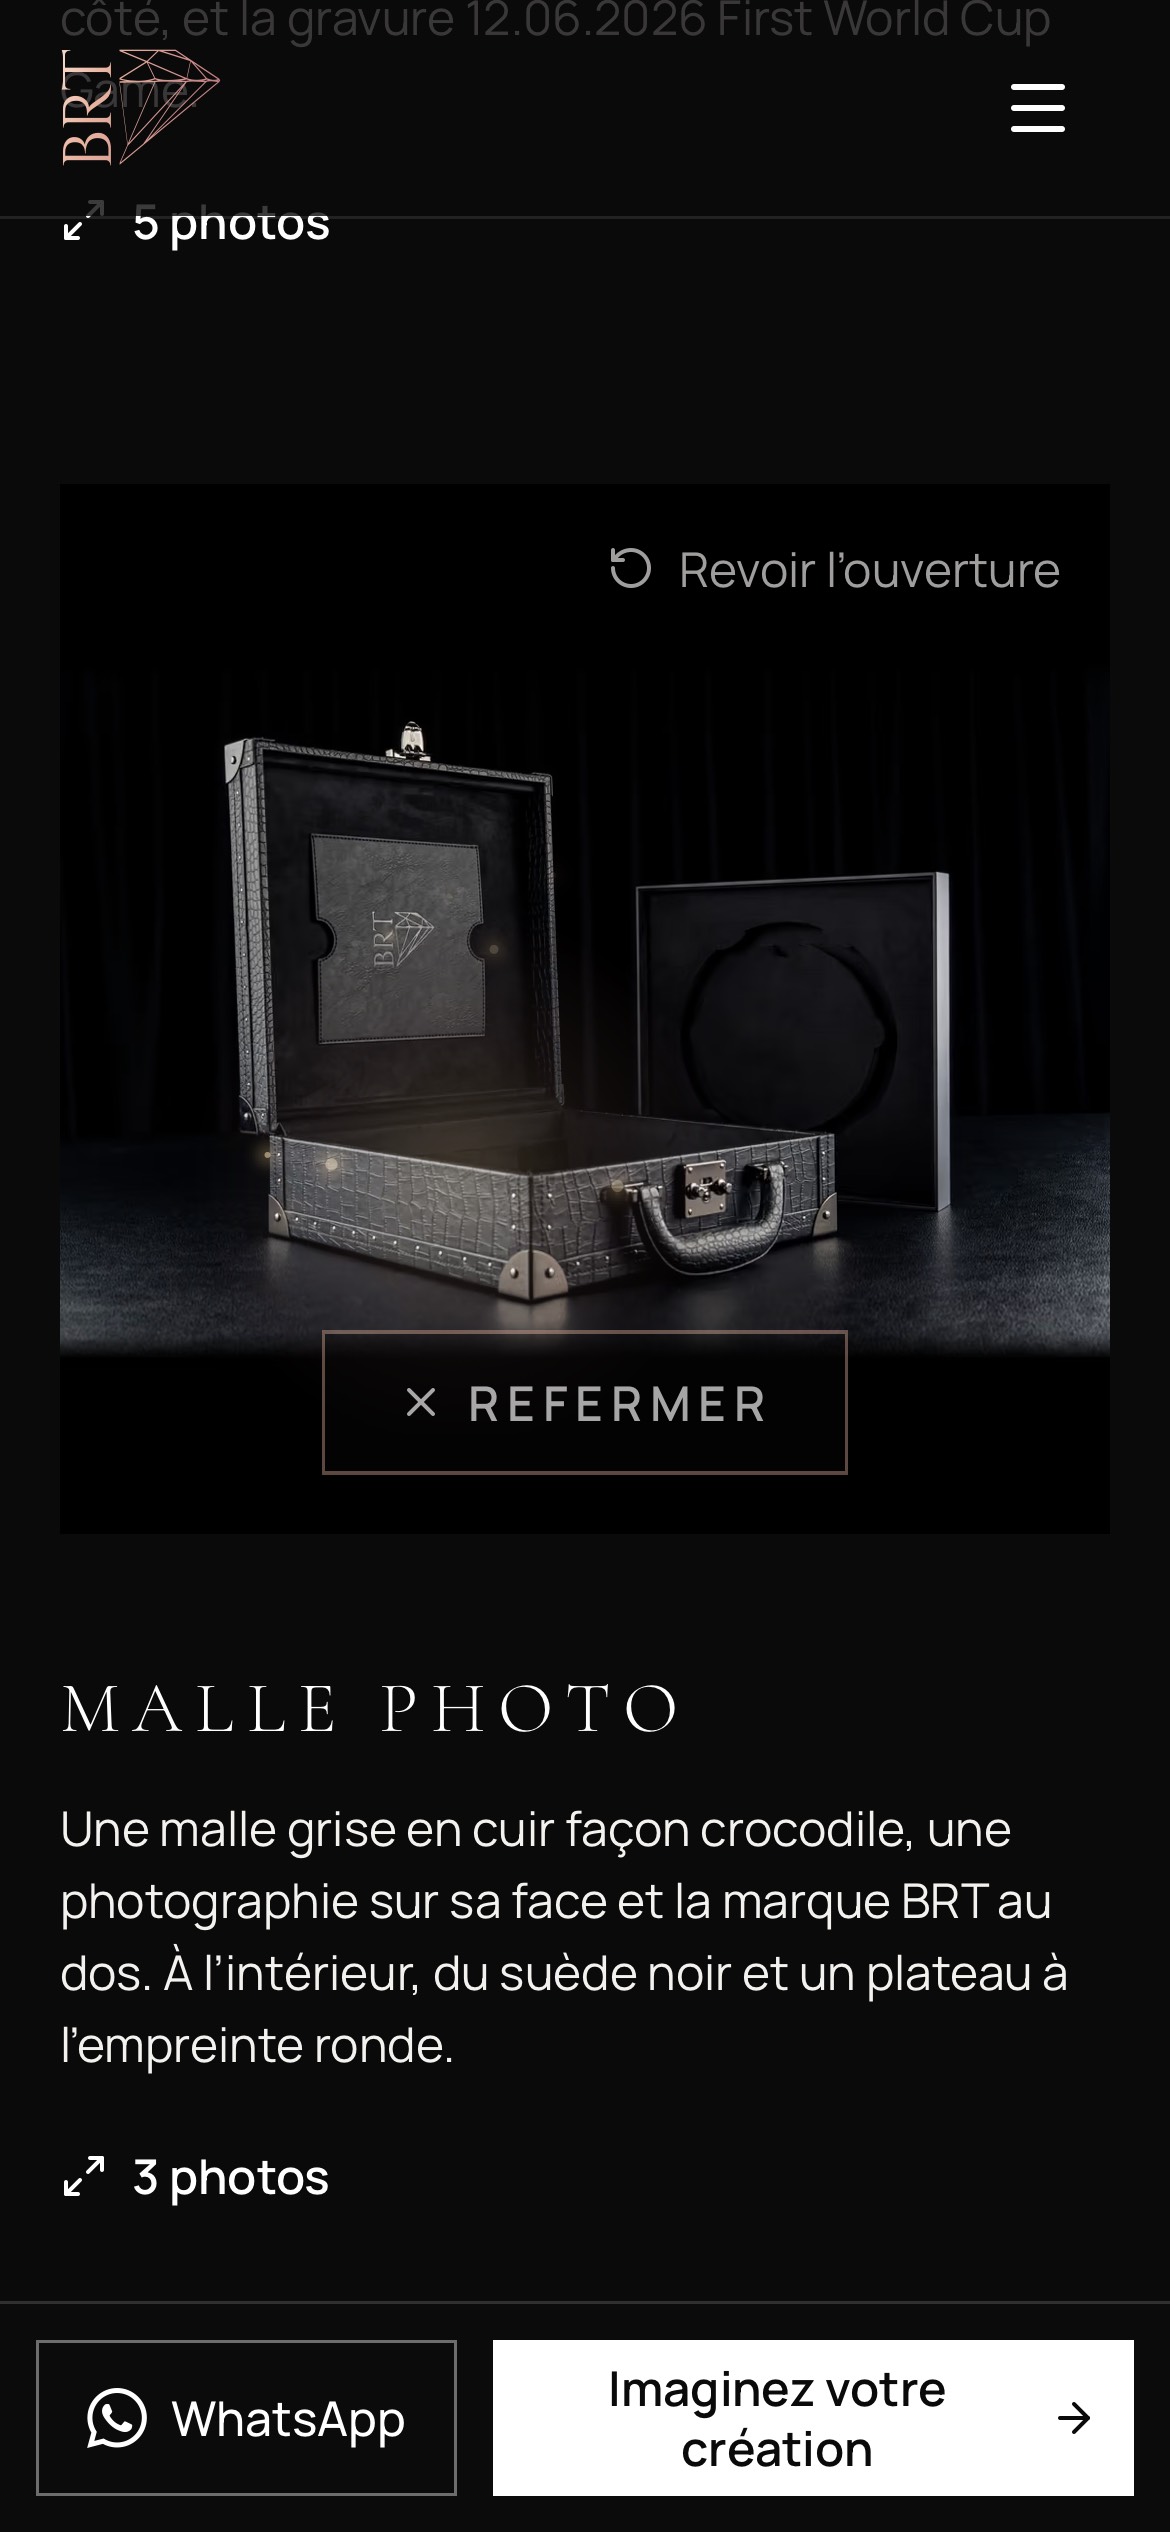 côté, et la gravure 12.06.2026 First World Cup
Game.
BRT
5 photos
Revoir l’ouverture
BRT
REFERMER
MALLE PHOTO
Une malle grise en cuir façon crocodile, une
photographie sur sa face et la marque BRT au
dos. À l’intérieur, du suède noir et un plateau à
l’empreinte ronde.
3 photos
WhatsApp
Imaginez votre
création